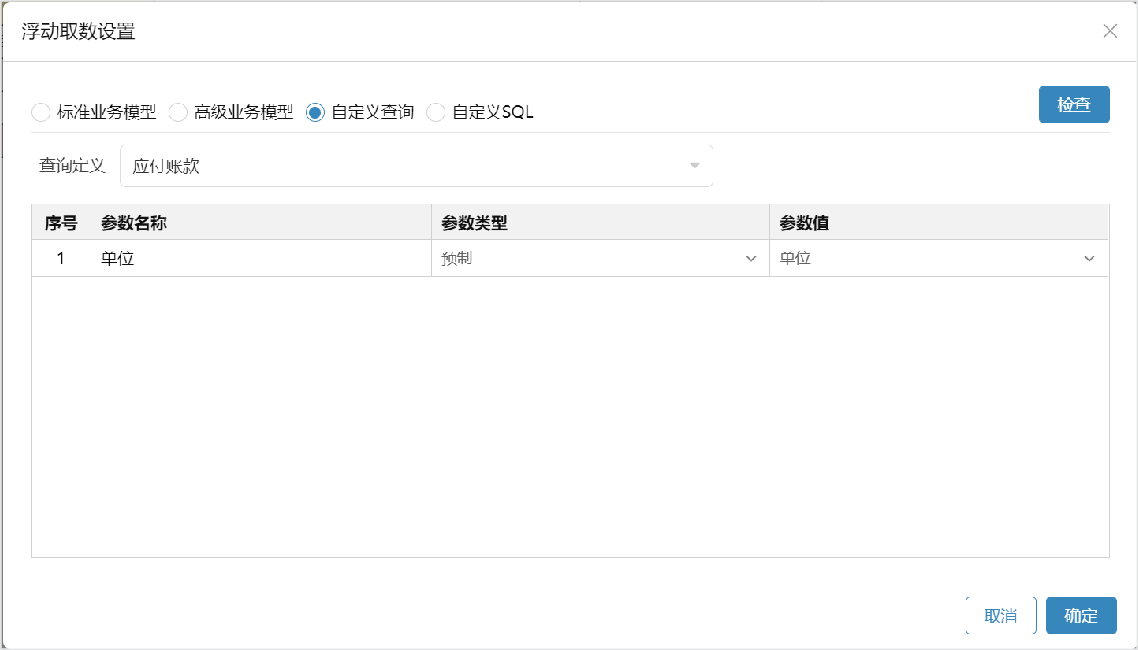 浮动取数设置
标准业务模型 高级业务模型 自定义查询 自定义SQL 检查
查询定义 应付账款
序号 参数名称 参数类型 参数值
1 单位 预制 单位
取消 确定